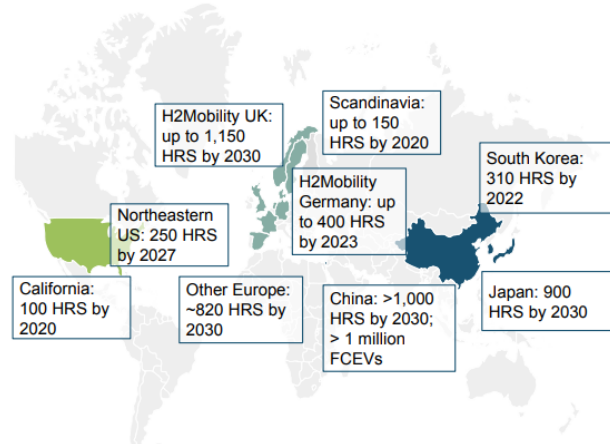 H2Mobility UK:
up to 1,150
HRS by 2030
Scandinavia:
up to 150
HRS by 2020
South Korea:
310 HRS by
2022
H2Mobility
Germany: up
to 400 HRS
by 2023
Northeastern
US: 250 HRS
by 2027
California:
100 HRS by
2020
Other Europe:
~820 HRS by
2030
China: >1,000
HRS by 2030;
> 1 million
FCEVs
Japan: 900
HRS by 2030